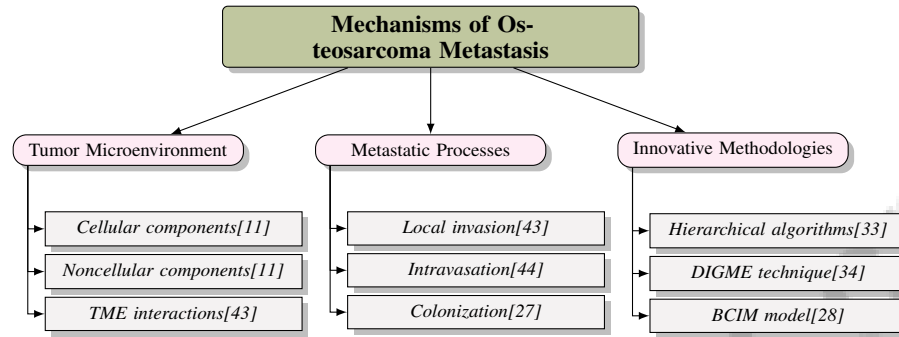 Mechanisms of Os-
teosarcoma Metastasis
Tumor Microenvironment
Metastatic Processes
Innovative Methodologies
Cellular components[11]
Noncellular components[11]
TME interactions[43]
Local invasion[43]
Intravasation[44]
Colonization[27]
Hierarchical algorithms[33]
DIGME technique[34]
BCIM model[28]